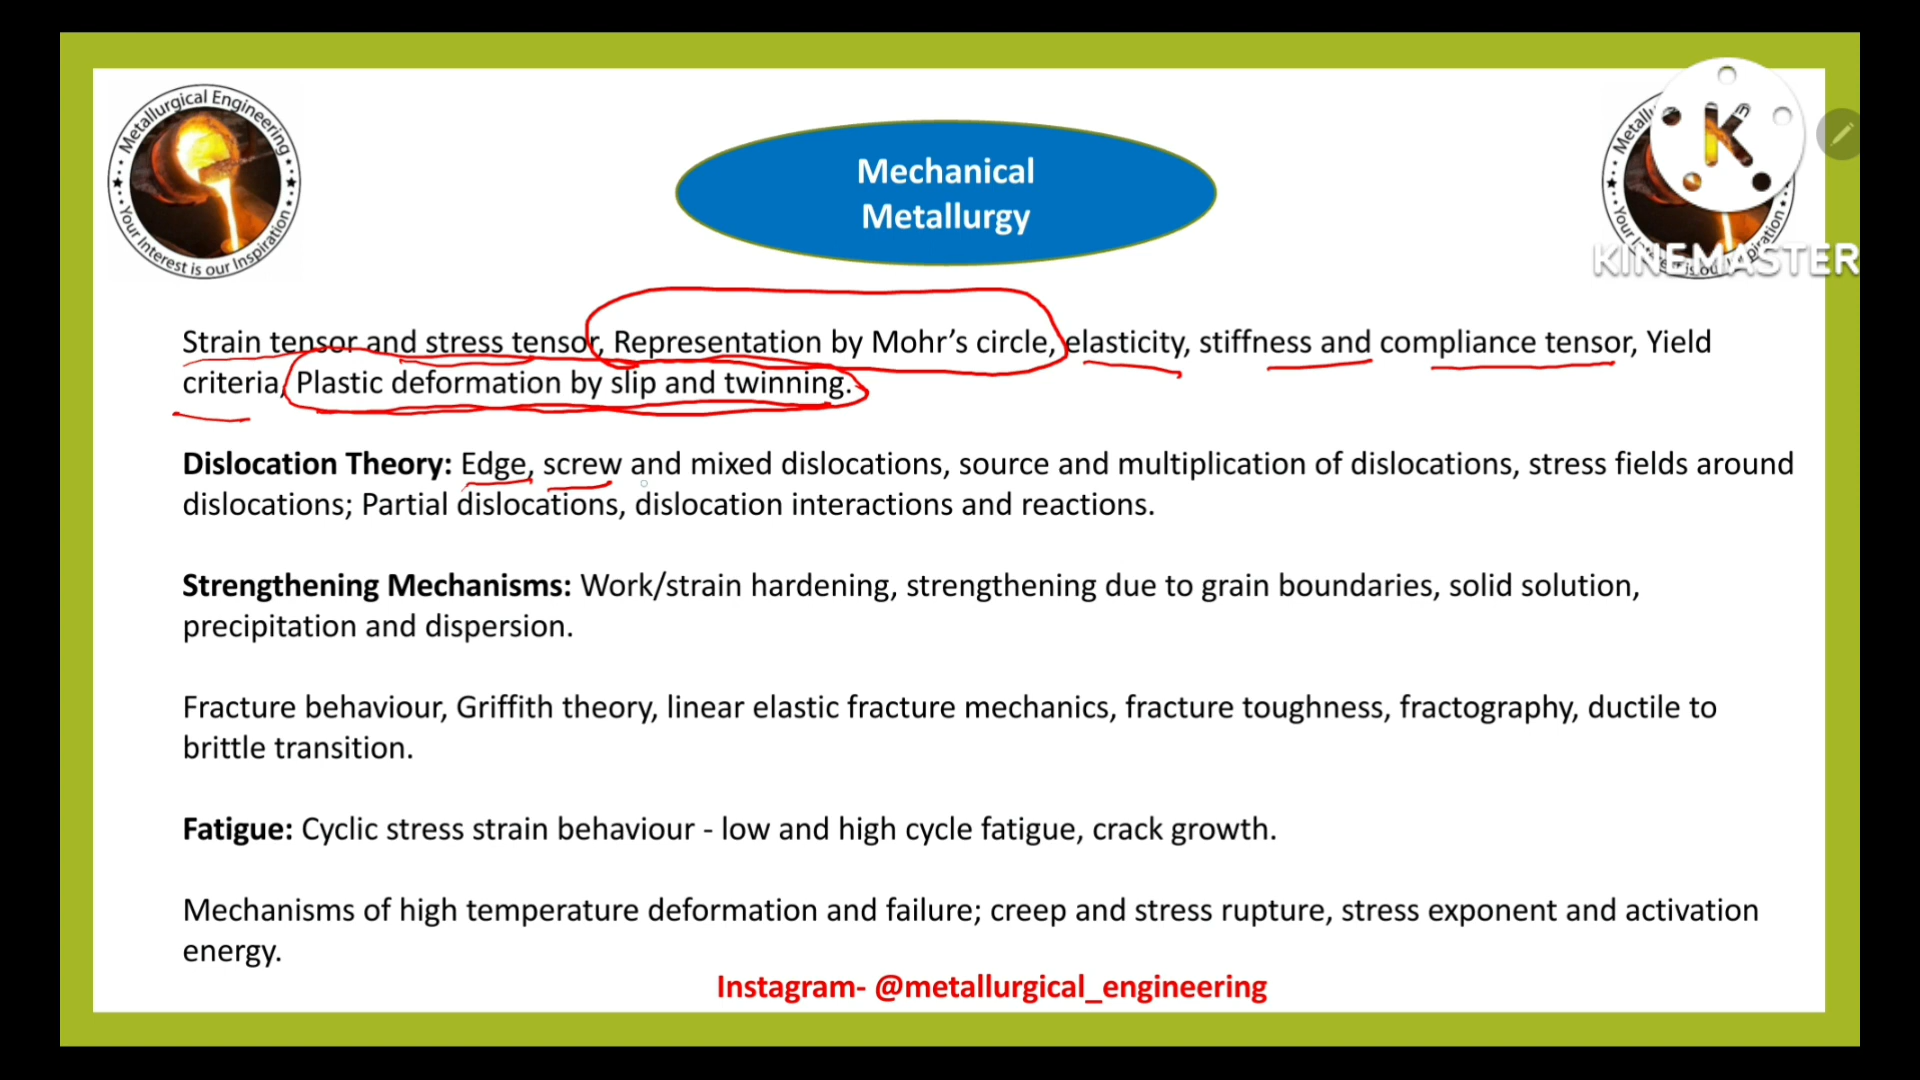 Metallurgical Engineering
Your Interest is our Inspiration
Mechanical
Metallurgy
K
KINEMASTER
Strain tensor and stress tensor, Representation by Mohr’s circle, elasticity, stiffness and compliance tensor, Yield
criteria, Plastic deformation by slip and twinning.
Dislocation Theory: Edge, screw and mixed dislocations, source and multiplication of dislocations, stress fields around
dislocations; Partial dislocations, dislocation interactions and reactions.
Strengthening Mechanisms: Work/strain hardening, strengthening due to grain boundaries, solid solution,
precipitation and dispersion.
Fracture behaviour, Griffith theory, linear elastic fracture mechanics, fracture toughness, fractography, ductile to
brittle transition.
Fatigue: Cyclic stress strain behaviour - low and high cycle fatigue, crack growth.
Mechanisms of high temperature deformation and failure; creep and stress rupture, stress exponent and activation
energy.
Instagram- @metallurgical_engineering